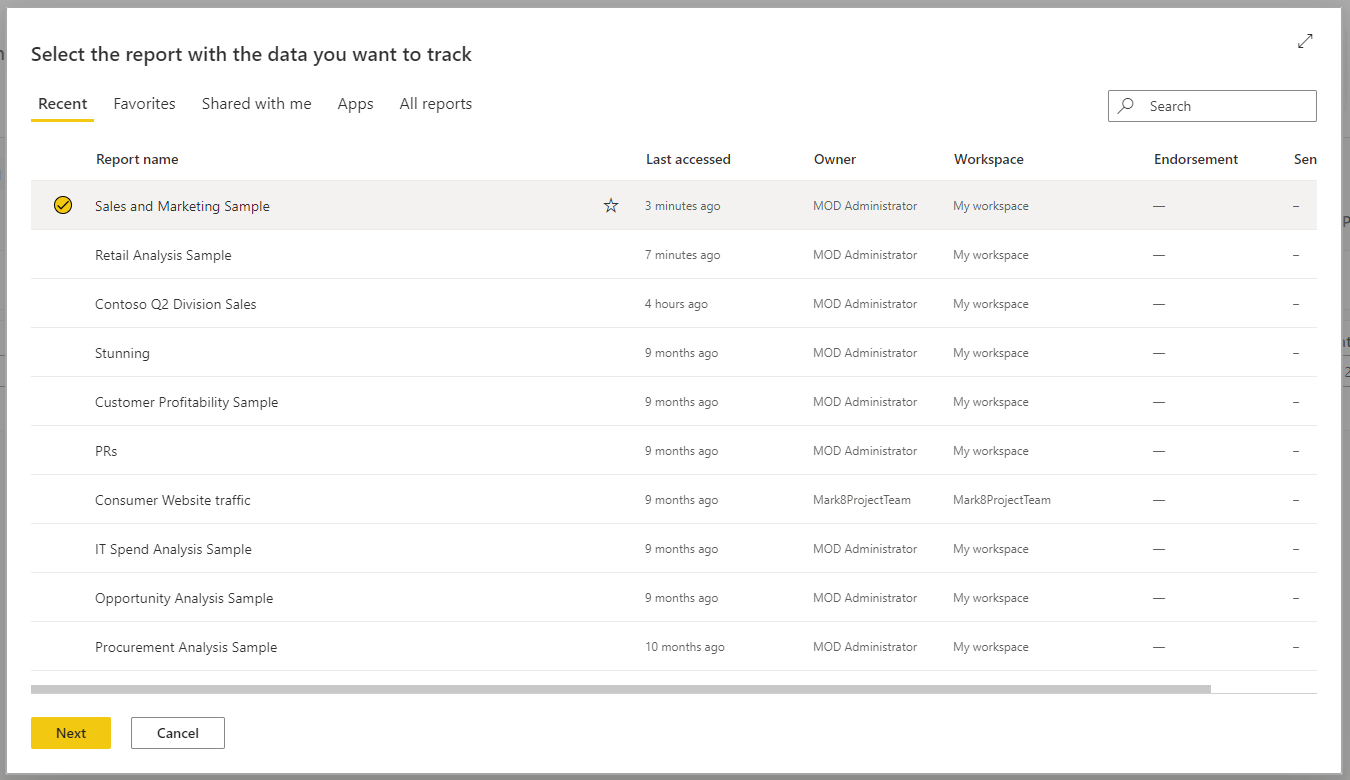 Select the report with the data you want to track
Recent Favorites Shared with me Apps All reports
Search
Report name Last accessed Owner Workspace Endorsement Sen
Sales and Marketing Sample 3 minutes ago MOD Administrator My workspace — –
Retail Analysis Sample 7 minutes ago MOD Administrator My workspace — –
Contoso Q2 Division Sales 4 hours ago MOD Administrator My workspace — –
Stunning 9 months ago MOD Administrator My workspace — –
Customer Profitability Sample 9 months ago MOD Administrator My workspace — –
PRs 9 months ago MOD Administrator My workspace — –
Consumer Website traffic 9 months ago Mark8ProjectTeam Mark8ProjectTeam — –
IT Spend Analysis Sample 9 months ago MOD Administrator My workspace — –
Opportunity Analysis Sample 9 months ago MOD Administrator My workspace — –
Procurement Analysis Sample 10 months ago MOD Administrator My workspace — –
Next Cancel